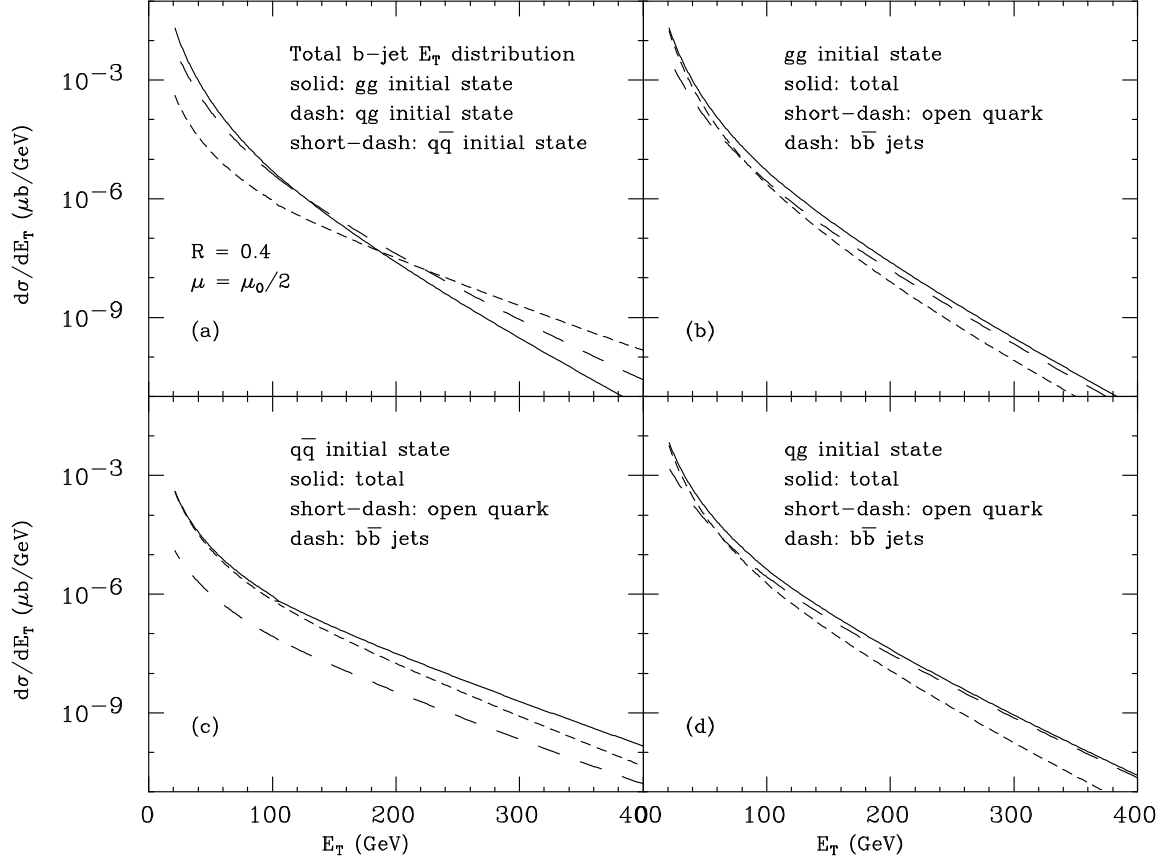 Total b−jet E_T distribution
solid: gg initial state
dash: qg initial state
short−dash: qq̅ initial state
R = 0.4
μ = μ₀/2
(a)
dσ/dE_T (μb/GeV)
10⁻³
10⁻⁶
10⁻⁹
gg initial state
solid: total
short−dash: open quark
dash: bb̅ jets
(b)
qq̅ initial state
solid: total
short−dash: open quark
dash: bb̅ jets
(c)
dσ/dE_T (μb/GeV)
10⁻³
10⁻⁶
10⁻⁹
0 100 200 300 400
E_T (GeV)
qg initial state
solid: total
short−dash: open quark
dash: bb̅ jets
(d)
0 100 200 300 400
E_T (GeV)